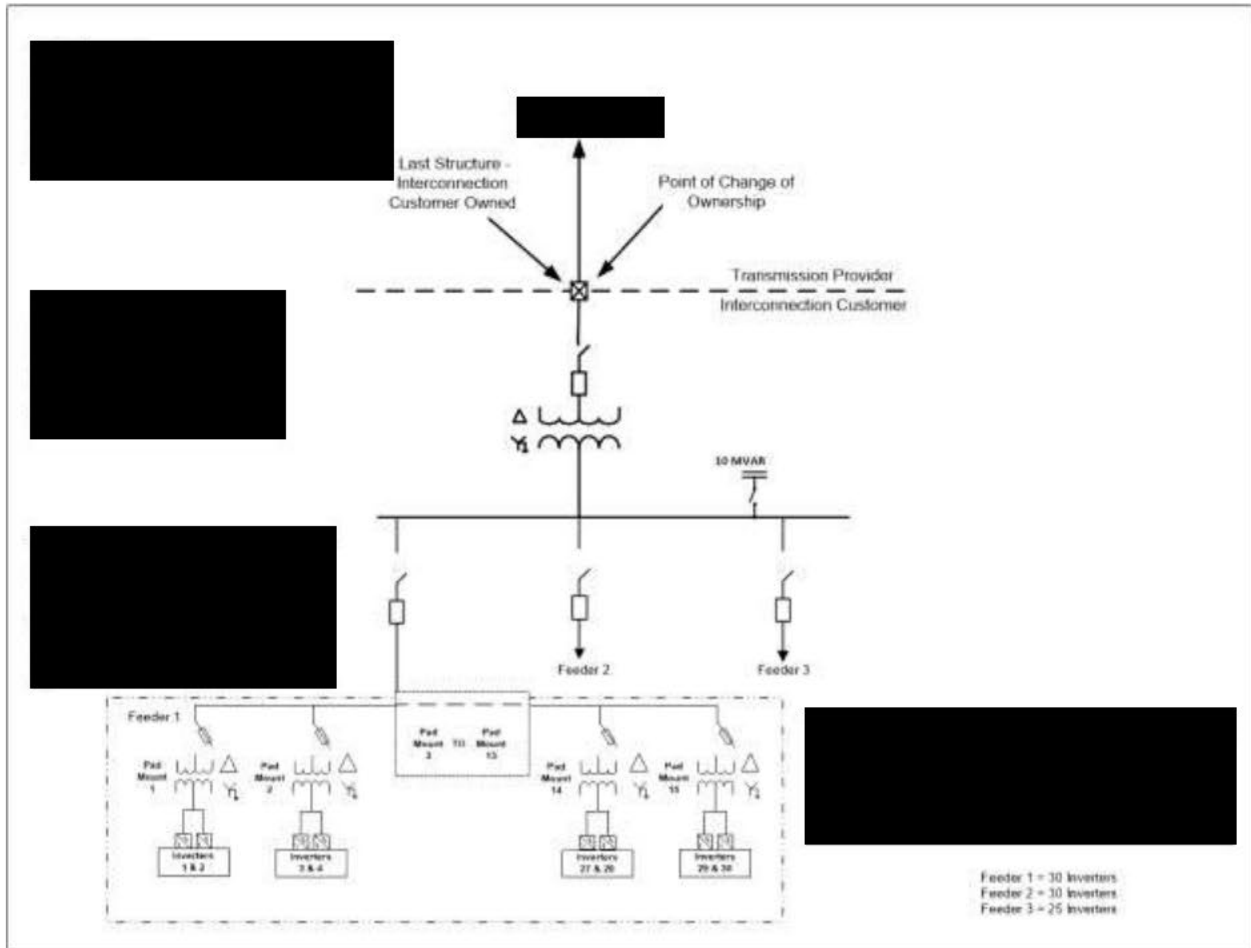 Last Structure -
Interconnection
Customer Owned
Point of Change of
Ownership
Transmission Provider
Interconnection Customer
10 MVAR
Feeder 2
Feeder 3
Feeder 1
Pad
Mount
1
Pad
Mount
2
Pad
Mount
3
TO
Pad
Mount
13
Pad
Mount
14
Pad
Mount
15
Inverters
1 & 2
Inverters
3 & 4
Inverters
27 & 28
Inverters
29 & 30
Feeder 1 = 30 Inverters
Feeder 2 = 30 Inverters
Feeder 3 = 25 Inverters